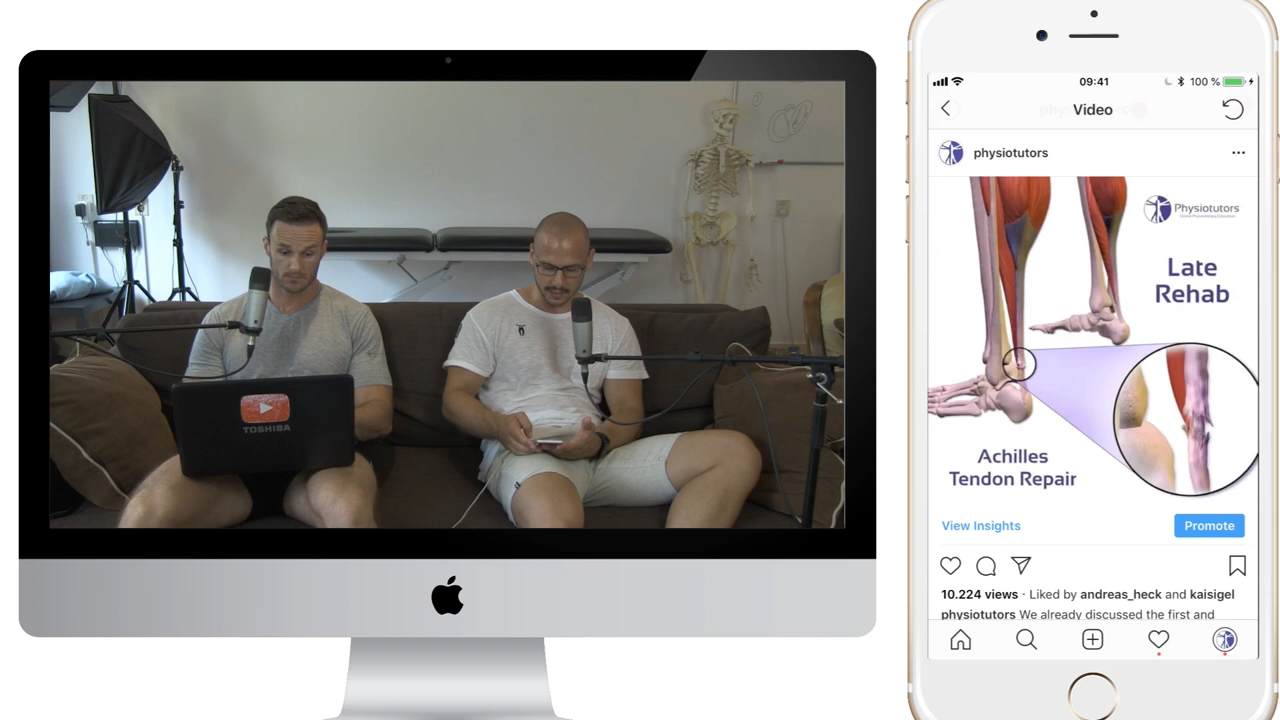 TOSHIBA
09:41
100 %
Video
physiotutors
Physiotutors
Late
Rehab
Achilles
Tendon Repair
View Insights
Promote
10.224 views · Liked by andreas_heck and kaisigel
physiotutors We already discussed the first and